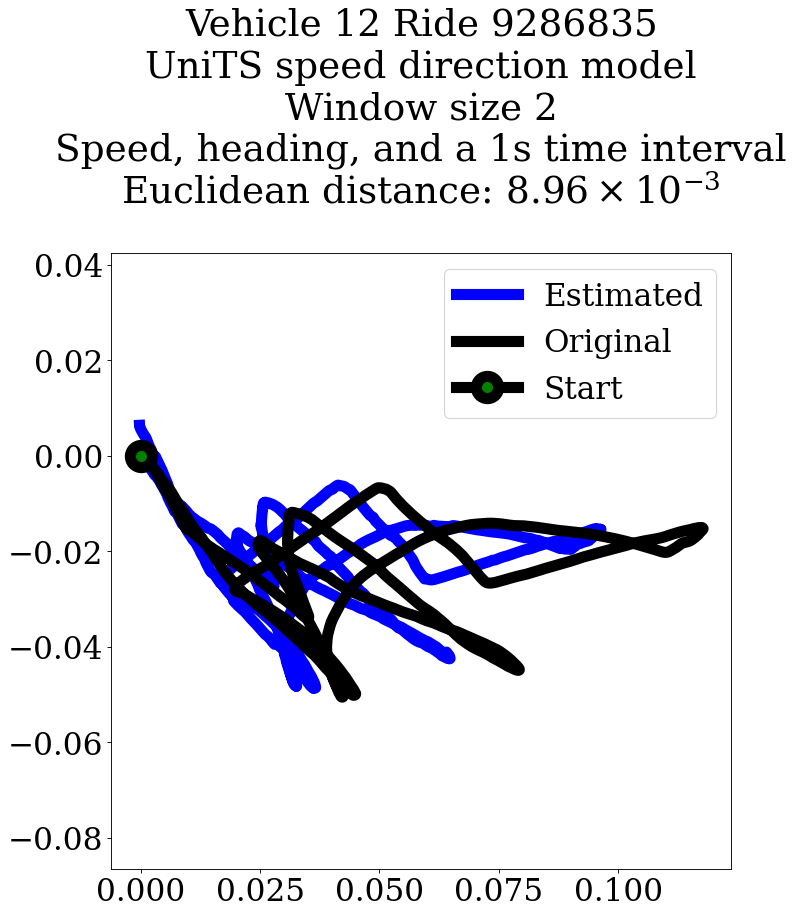 Vehicle 12 Ride 9286835
UniTS speed direction model
Window size 2
Speed, heading, and a 1s time interval
Euclidean distance: 8.96 × 10⁻³
0.04
0.02
0.00
−0.02
−0.04
−0.06
−0.08
Estimated
Original
Start
0.000 0.025 0.050 0.075 0.100